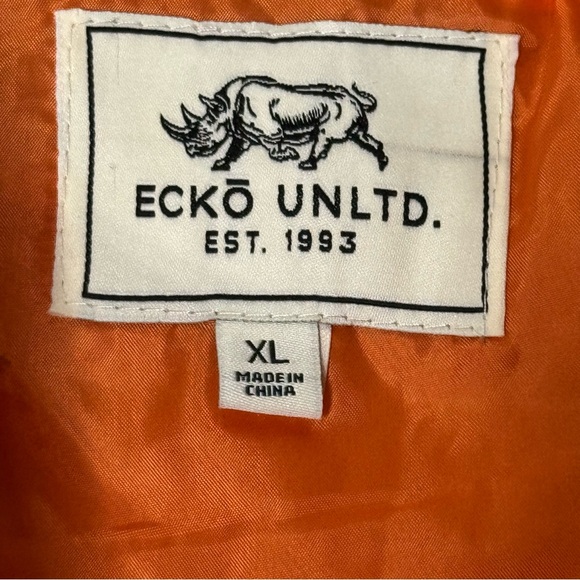 ECKŌ UNLTD.
EST. 1993
XL
MADE IN
CHINA